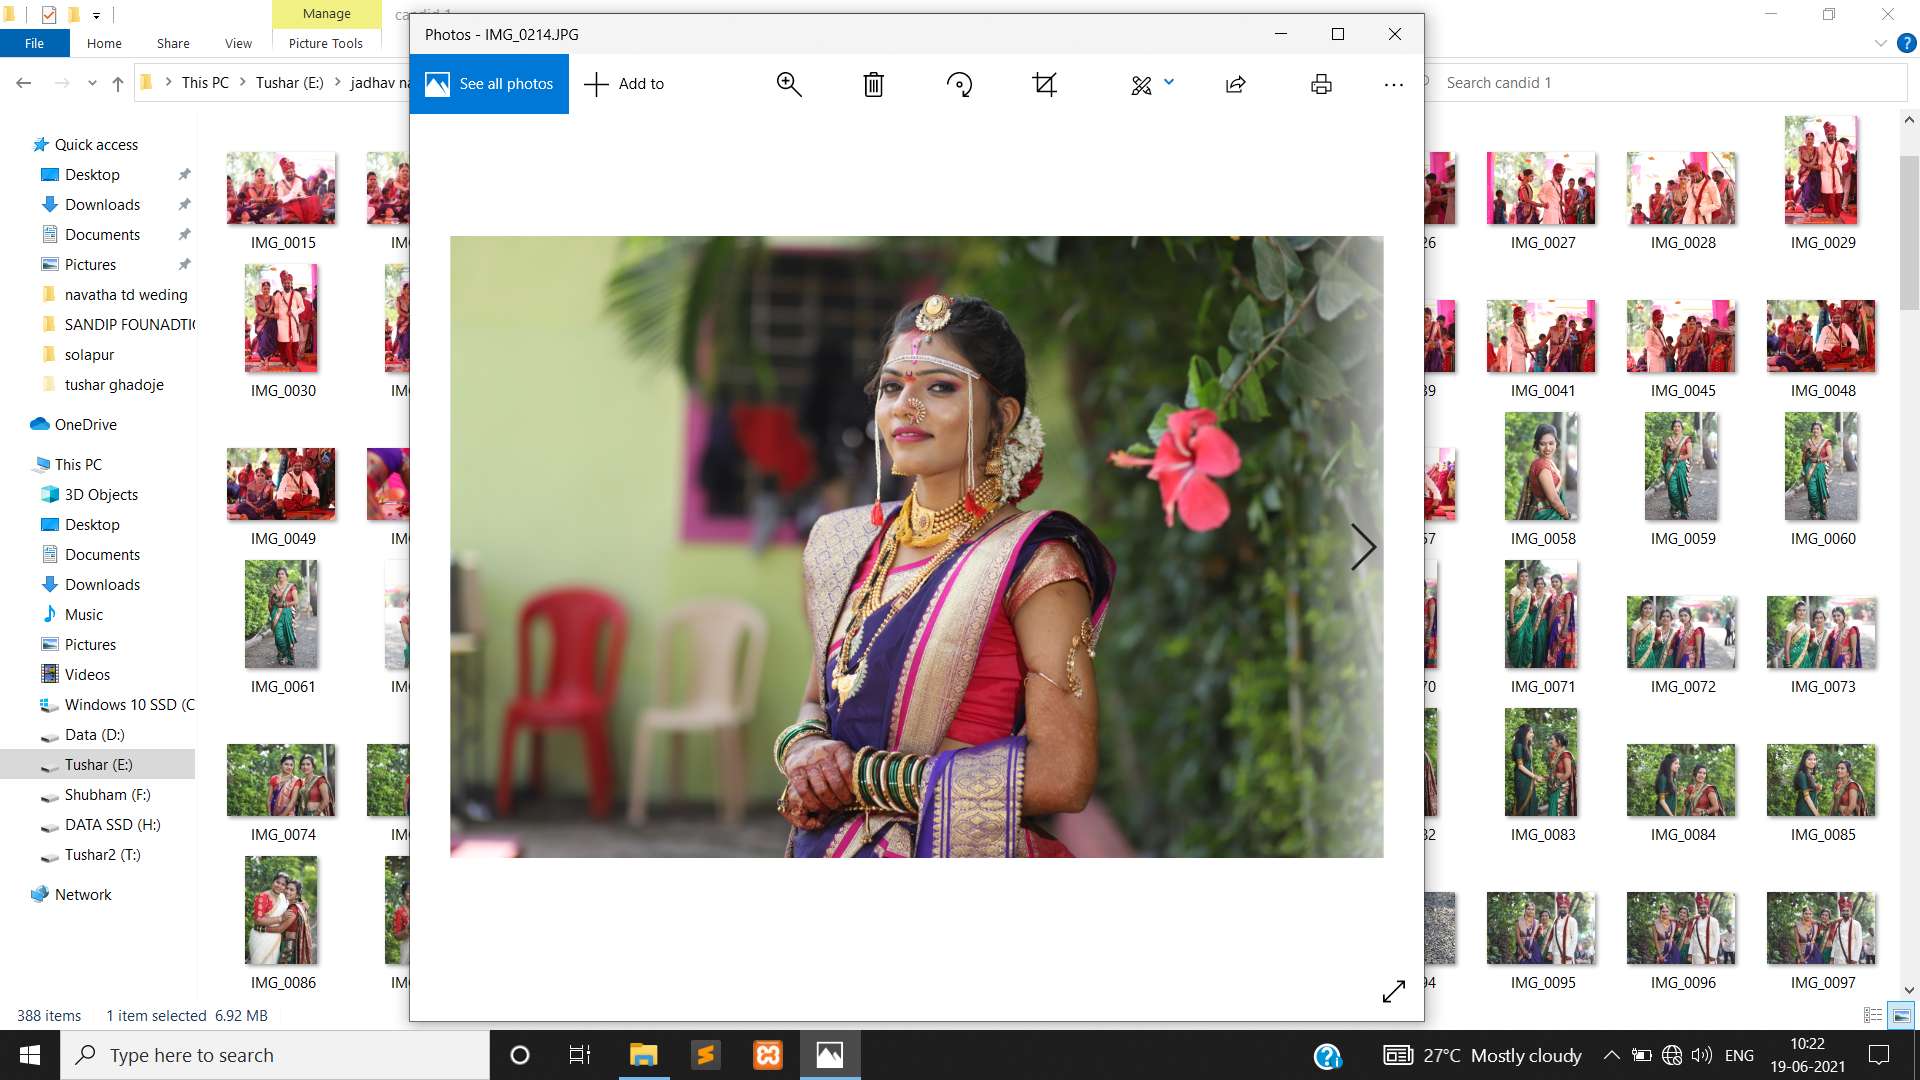 Manage
candid 1
File
Home
Share
View
Picture Tools
Photos - IMG_0214.JPG
See all photos
Add to
This PC
Tushar (E:)
jadhav na
Search candid 1
Quick access
Desktop
Downloads
Documents
Pictures
navatha td weding
SANDIP FOUNADTIC
solapur
tushar ghadoje
OneDrive
This PC
3D Objects
Desktop
Documents
Downloads
Music
Pictures
Videos
Windows 10 SSD (C
Data (D:)
Tushar (E:)
Shubham (F:)
DATA SSD (H:)
Tushar2 (T:)
Network
IMG_0015
IMG_0027
IMG_0028
IMG_0029
IMG_0030
IMG_0041
IMG_0045
IMG_0048
IMG_0049
IMG_0058
IMG_0059
IMG_0060
IMG_0061
IMG_0071
IMG_0072
IMG_0073
IMG_0074
IMG_0083
IMG_0084
IMG_0085
IMG_0086
IMG_0095
IMG_0096
IMG_0097
388 items
1 item selected 6.92 MB
Type here to search
27°C Mostly cloudy
ENG
10:22
19-06-2021